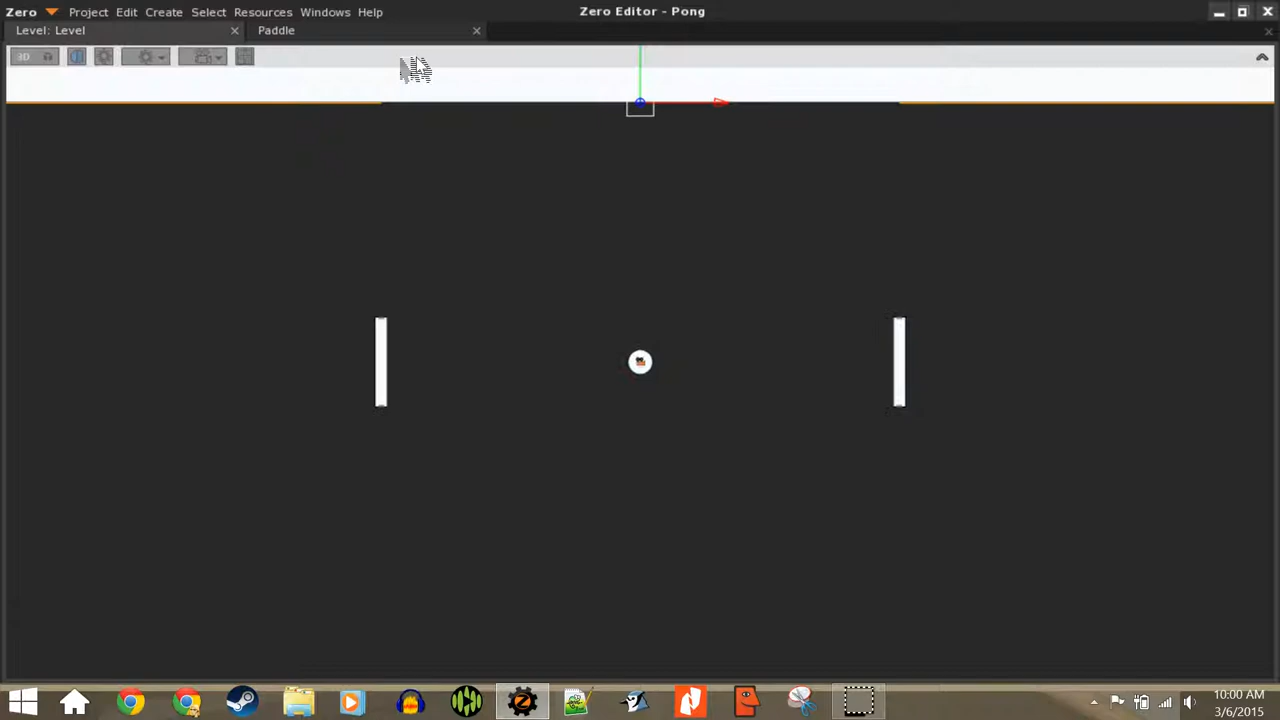 Zero Project Edit Create Select Resources Windows Help Zero Editor - Pong
Level: Level Paddle
3D
10:00 AM
3/6/2015